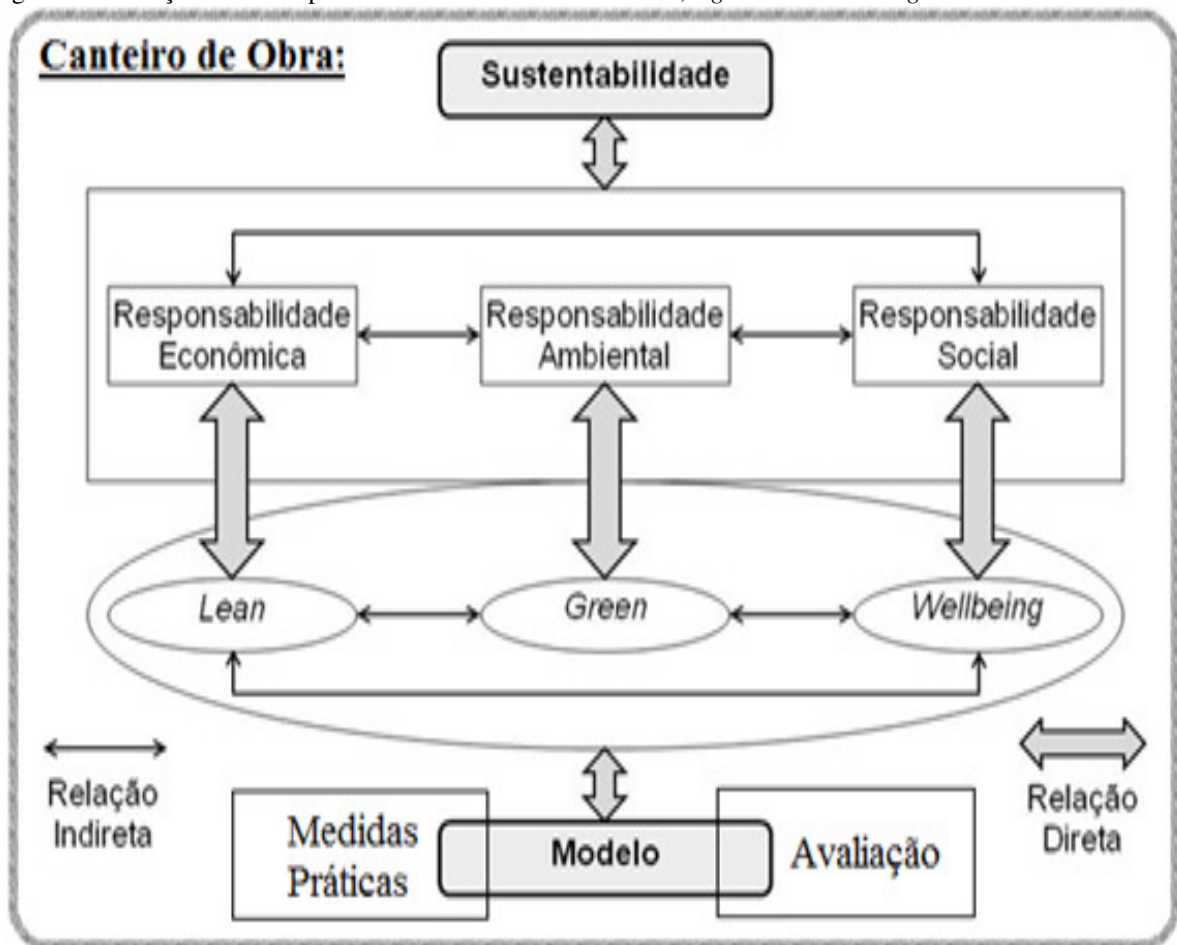 Canteiro de Obra:
Sustentabilidade
Responsabilidade
Econômica
Responsabilidade
Ambiental
Responsabilidade
Social
Lean
Green
Wellbeing
Relação
Indireta
Relação
Direta
Medidas
Práticas
Modelo
Avaliação